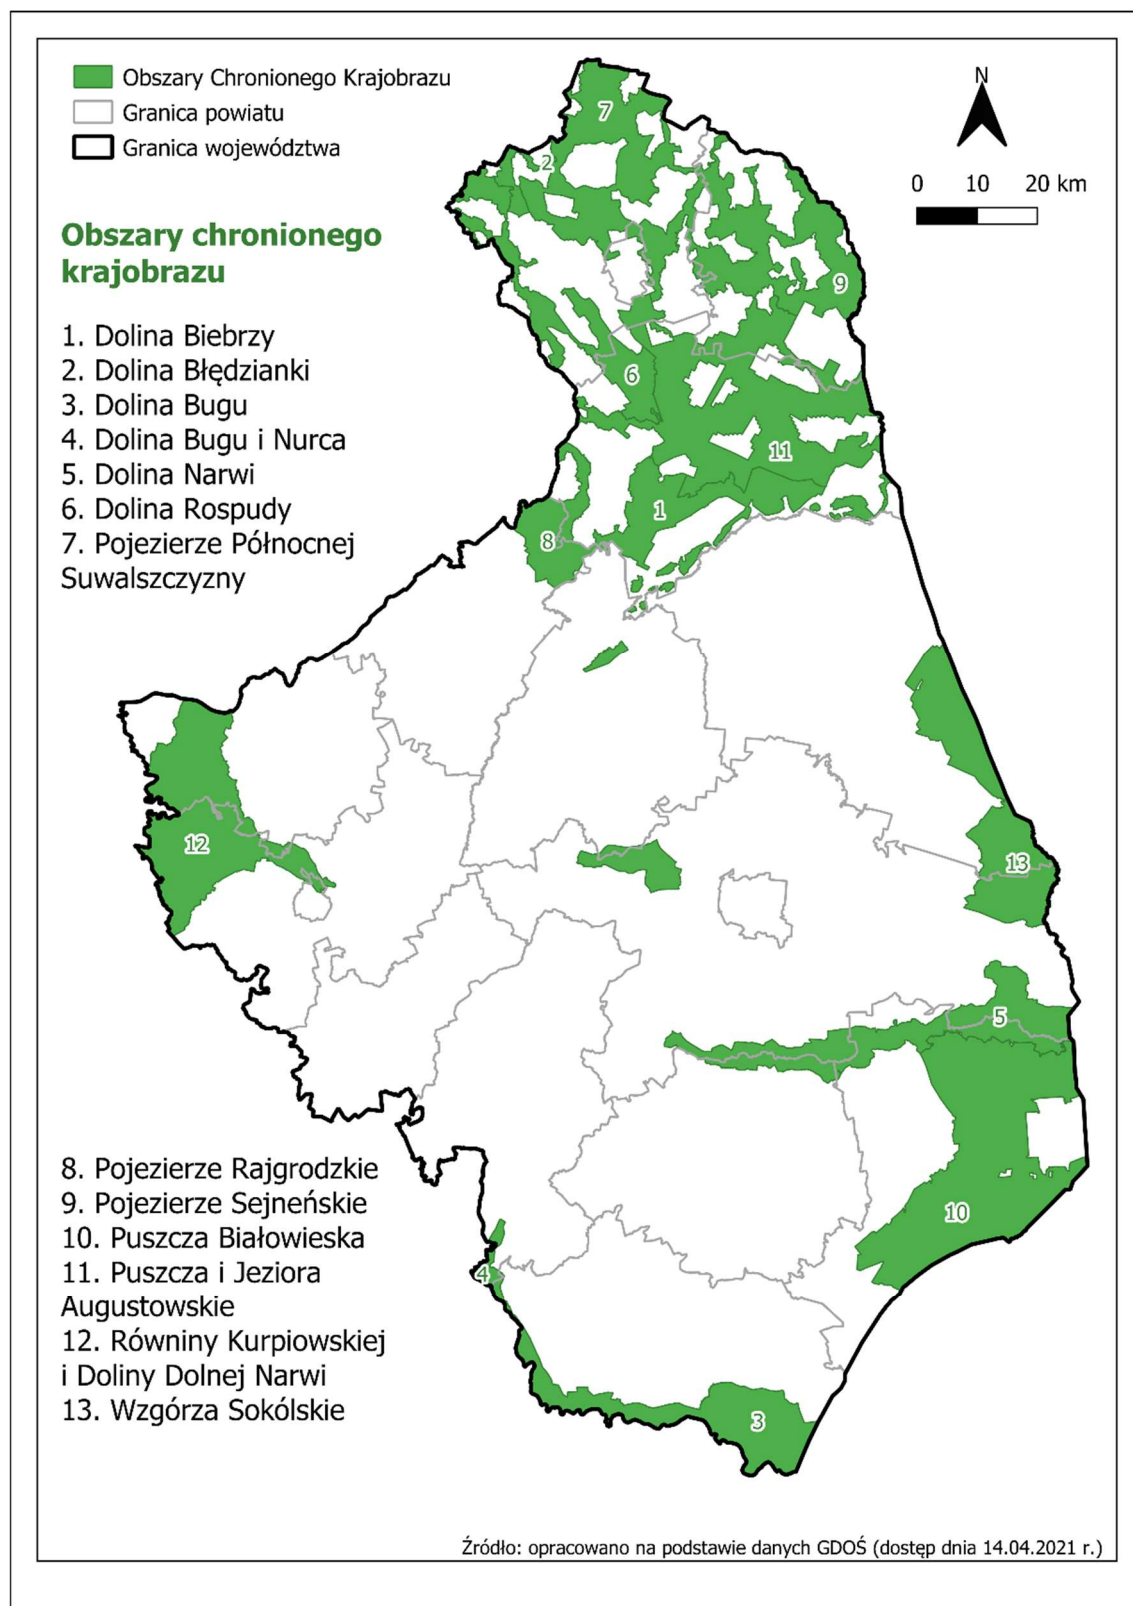 Obszary Chronionego Krajobrazu
Granica powiatu
Granica województwa
N
0 10 20 km
Obszary chronionego
krajobrazu
1. Dolina Biebrzy
2. Dolina Błędzianki
3. Dolina Bugu
4. Dolina Bugu i Nurca
5. Dolina Narwi
6. Dolina Rospudy
7. Pojezierze Północnej
Suwalszczyzny
7
2
9
6
11
1
8
12
13
5
10
4
3
8. Pojezierze Rajgrodzkie
9. Pojezierze Sejneńskie
10. Puszcza Białowieska
11. Puszcza i Jeziora
Augustowskie
12. Równiny Kurpiowskiej
i Doliny Dolnej Narwi
13. Wzgórza Sokólskie
Źródło: opracowano na podstawie danych GDOŚ (dostęp dnia 14.04.2021 r.)